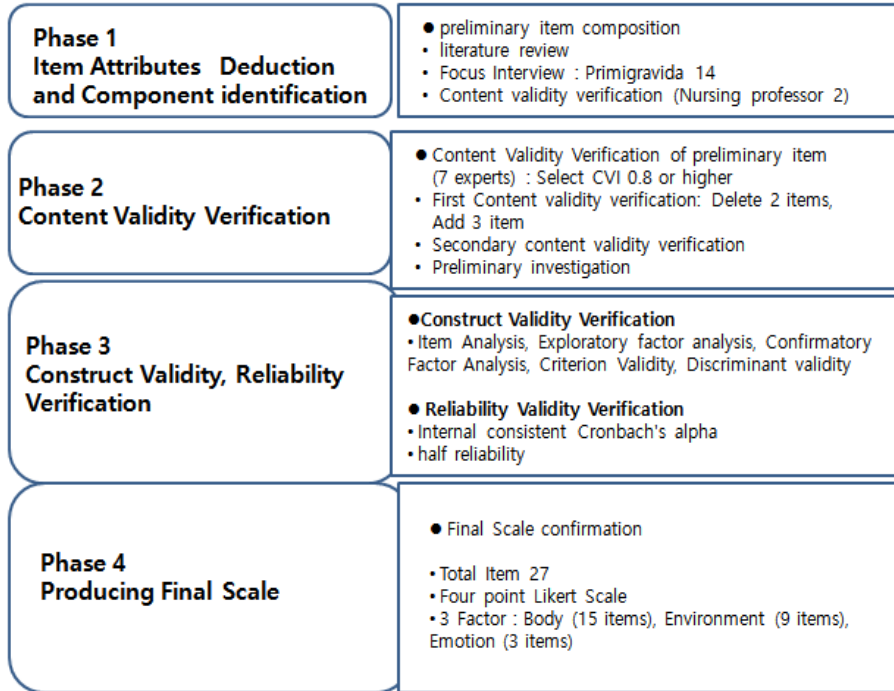 Phase 1
Item Attributes Deduction
and Component identification
● preliminary item composition
• literature review
• Focus Interview : Primigravida 14
• Content validity verification (Nursing professor 2)
Phase 2
Content Validity Verification
● Content Validity Verification of preliminary item
(7 experts) : Select CVI 0.8 or higher
• First Content validity verification: Delete 2 items,
Add 3 item
• Secondary content validity verification
• Preliminary investigation
Phase 3
Construct Validity, Reliability
Verification
●Construct Validity Verification
•Item Analysis, Exploratory factor analysis, Confirmatory
Factor Analysis, Criterion Validity, Discriminant validity
● Reliability Validity Verification
•Internal consistent Cronbach's alpha
•half reliability
Phase 4
Producing Final Scale
● Final Scale confirmation
•Total Item 27
•Four point Likert Scale
•3 Factor : Body (15 items), Environment (9 items),
Emotion (3 items)